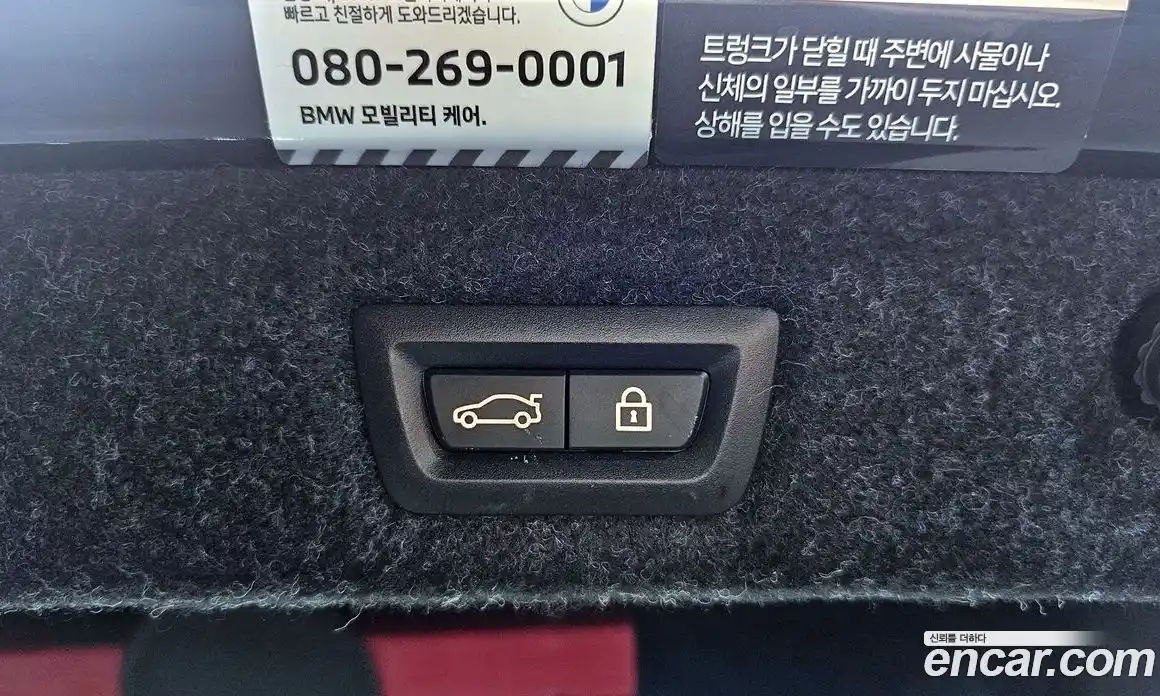 빠르고 친절하게 도와드리겠습니다.
080-269-0001
BMW 모빌리티 케어.
트렁크가 닫힐 때 주변에 사물이나
신체의 일부를 가까이 두지 마십시오.
상해를 입을 수도 있습니다.
신뢰를 더하다
encar.com